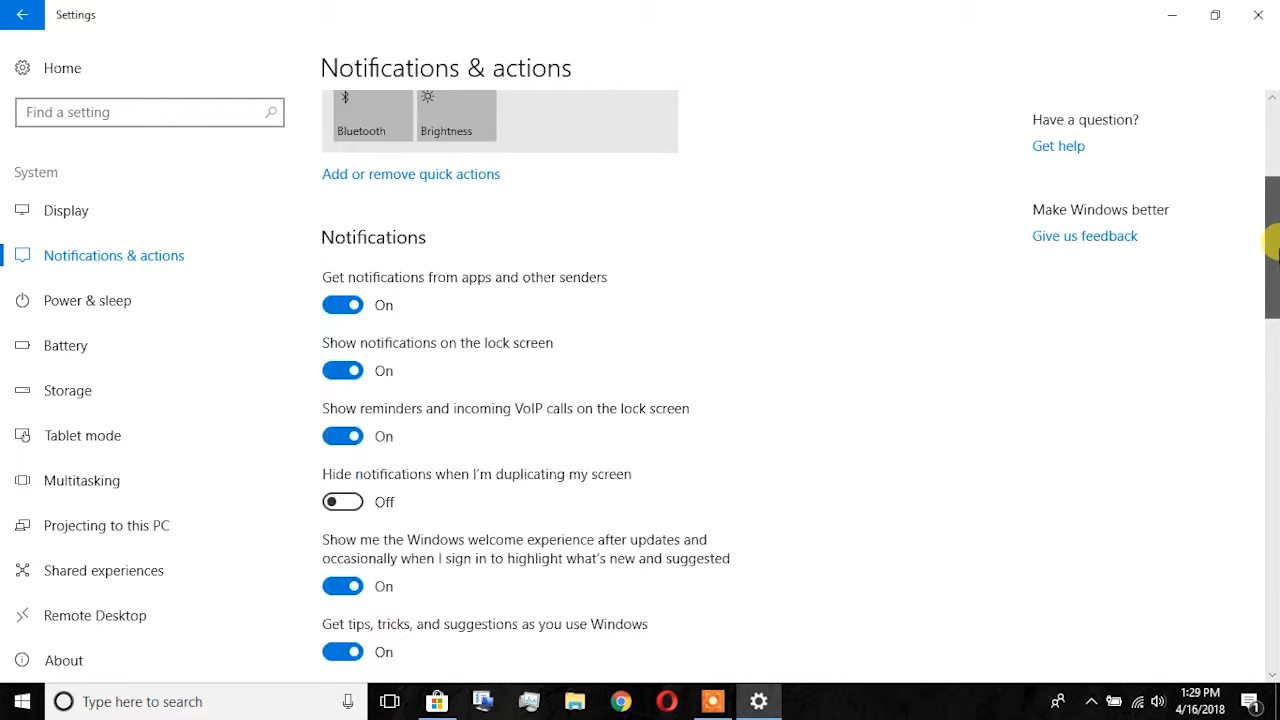 Settings
Home
Find a setting
System
Display
Notifications & actions
Power & sleep
Battery
Storage
Tablet mode
Multitasking
Projecting to this PC
Shared experiences
Remote Desktop
About
Notifications & actions
Bluetooth
Brightness
Add or remove quick actions
Notifications
Get notifications from apps and other senders
On
Show notifications on the lock screen
On
Show reminders and incoming VoIP calls on the lock screen
On
Hide notifications when I'm duplicating my screen
Off
Show me the Windows welcome experience after updates and
occasionally when I sign in to highlight what's new and suggested
On
Get tips, tricks, and suggestions as you use Windows
On
Have a question?
Get help
Make Windows better
Give us feedback
Type here to search
1:29 PM
4/16/2018
1